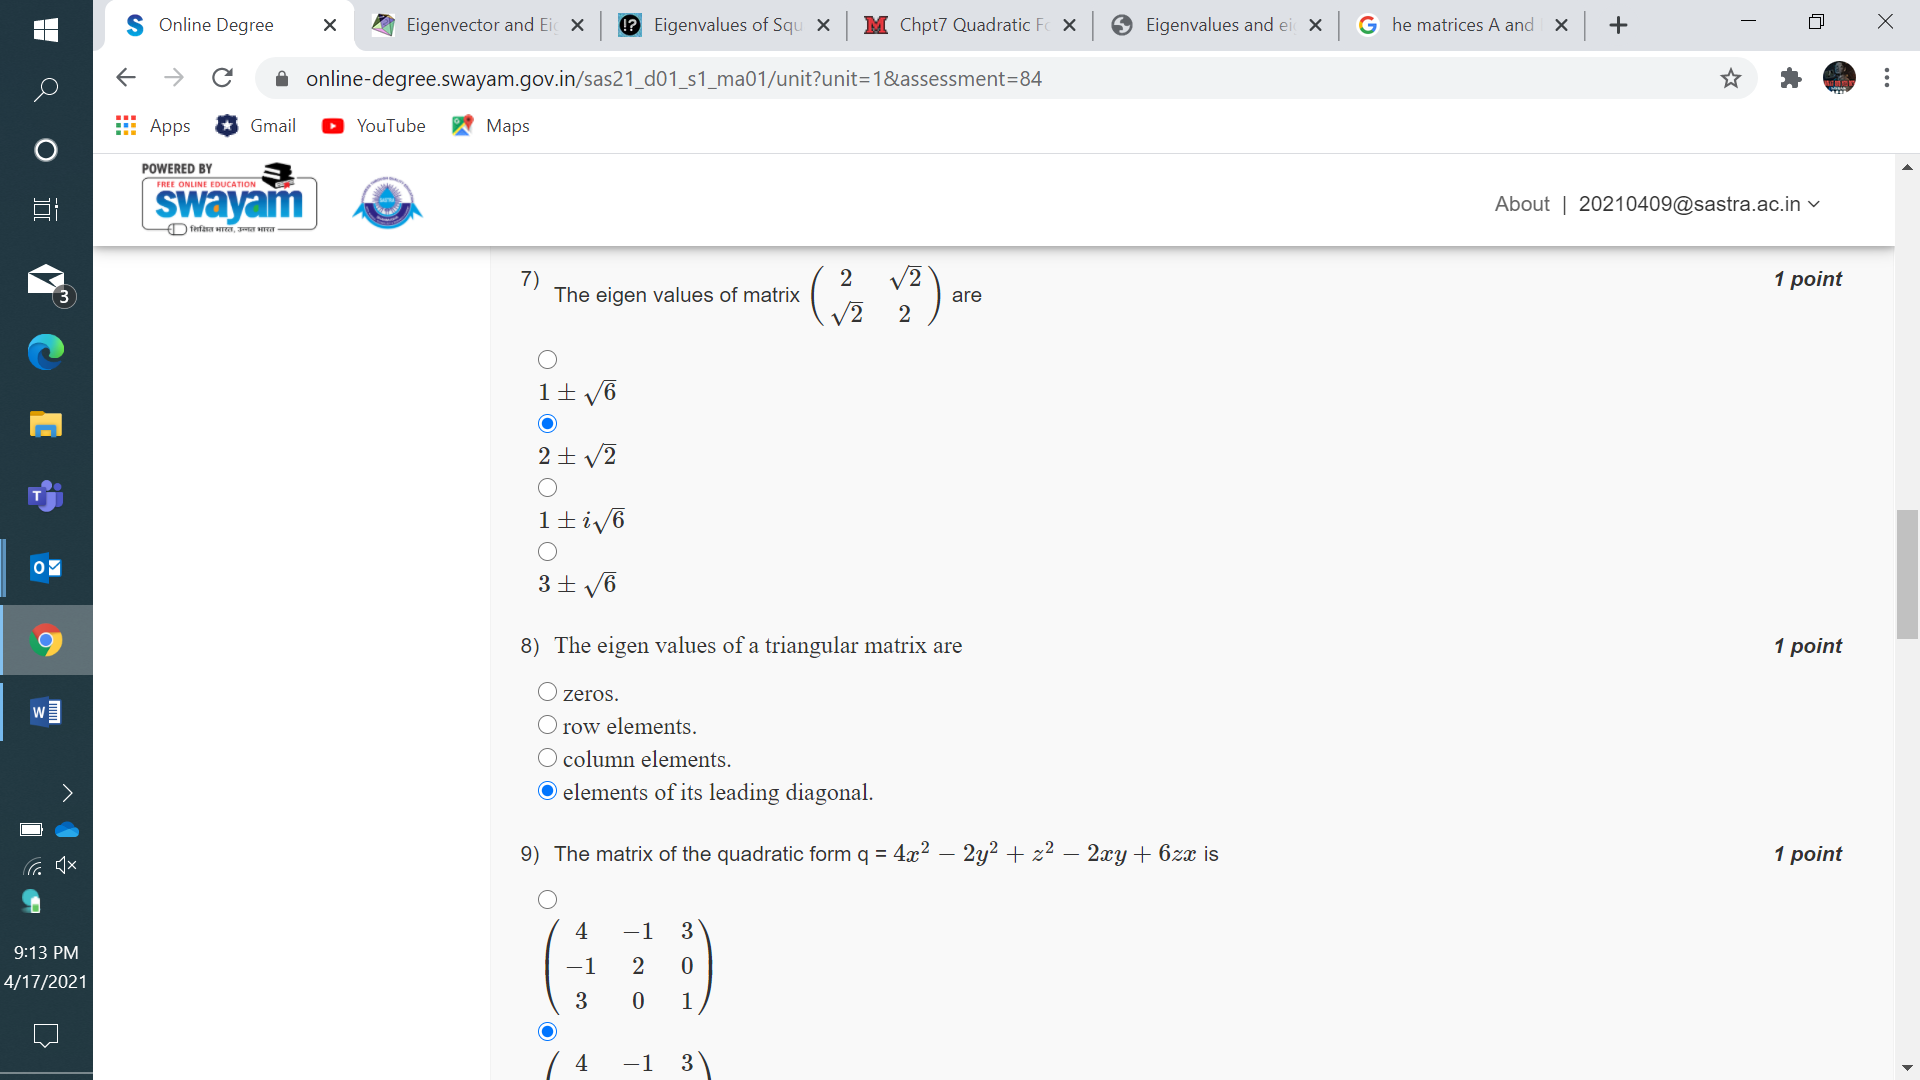 Online Degree
Eigenvector and Ei
Eigenvalues of Squ
Chpt7 Quadratic Fo
Eigenvalues and ei
he matrices A and
online-degree.swayam.gov.in/sas21_d01_s1_ma01/unit?unit=1&assessment=84
Apps
Gmail
YouTube
Maps
POWERED BY
FREE ONLINE EDUCATION
swayam
शिक्षित भारत, उन्नत भारत
About | 20210409@sastra.ac.in
7) The eigen values of matrix ( 2 √2 ; √2 2 ) are 1 point
1 ± √6
2 ± √2
1 ± i√6
3 ± √6
8) The eigen values of a triangular matrix are 1 point
zeros.
row elements.
column elements.
elements of its leading diagonal.
9) The matrix of the quadratic form q = 4x² − 2y² + z² − 2xy + 6zx is 1 point
4 −1 3
−1 2 0
3 0 1
4 −1 3
3
9:13 PM
4/17/2021